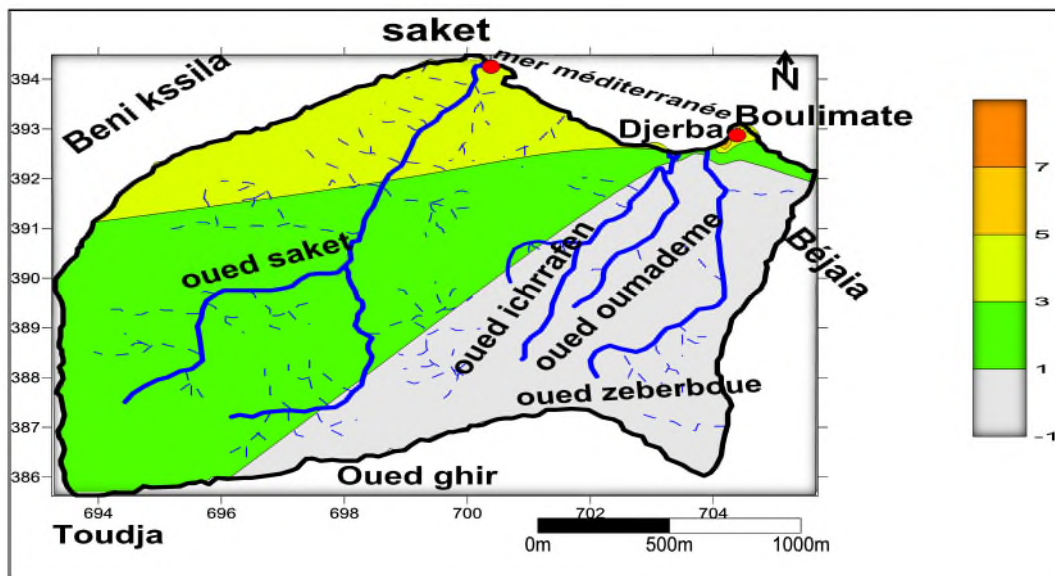 saket
Beni kssila
mer méditerranée
N
Djerba
Boulimate
Béjaia
oued saket
oued ichrrafen
oued oumademe
oued zeberboue
Oued ghir
Toudja
394
393
392
391
390
389
388
387
386
694
696
698
700
702
704
0m
500m
1000m
7
5
3
1
-1